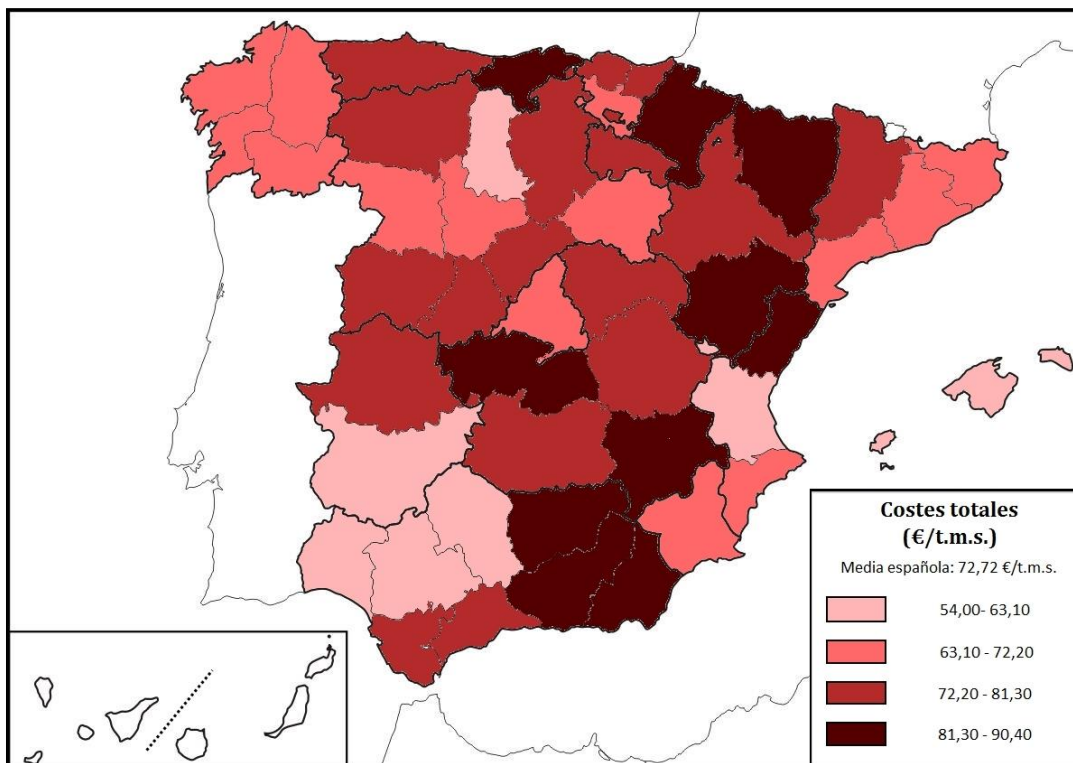 Costes totales
(€/t.m.s.)
Media española: 72,72 €/t.m.s.
54,00- 63,10
63,10 - 72,20
72,20 - 81,30
81,30 - 90,40